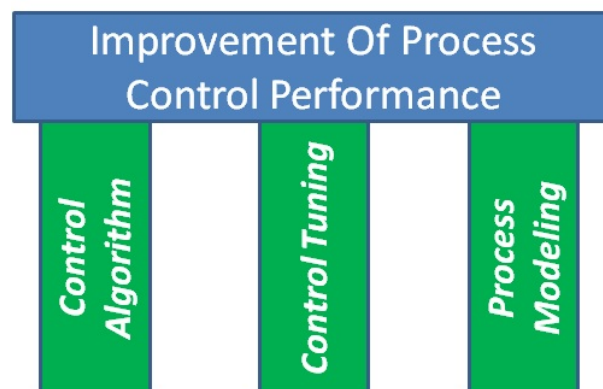 Improvement Of Process
Control Performance
Control
Algorithm
Control Tuning
Process
Modeling